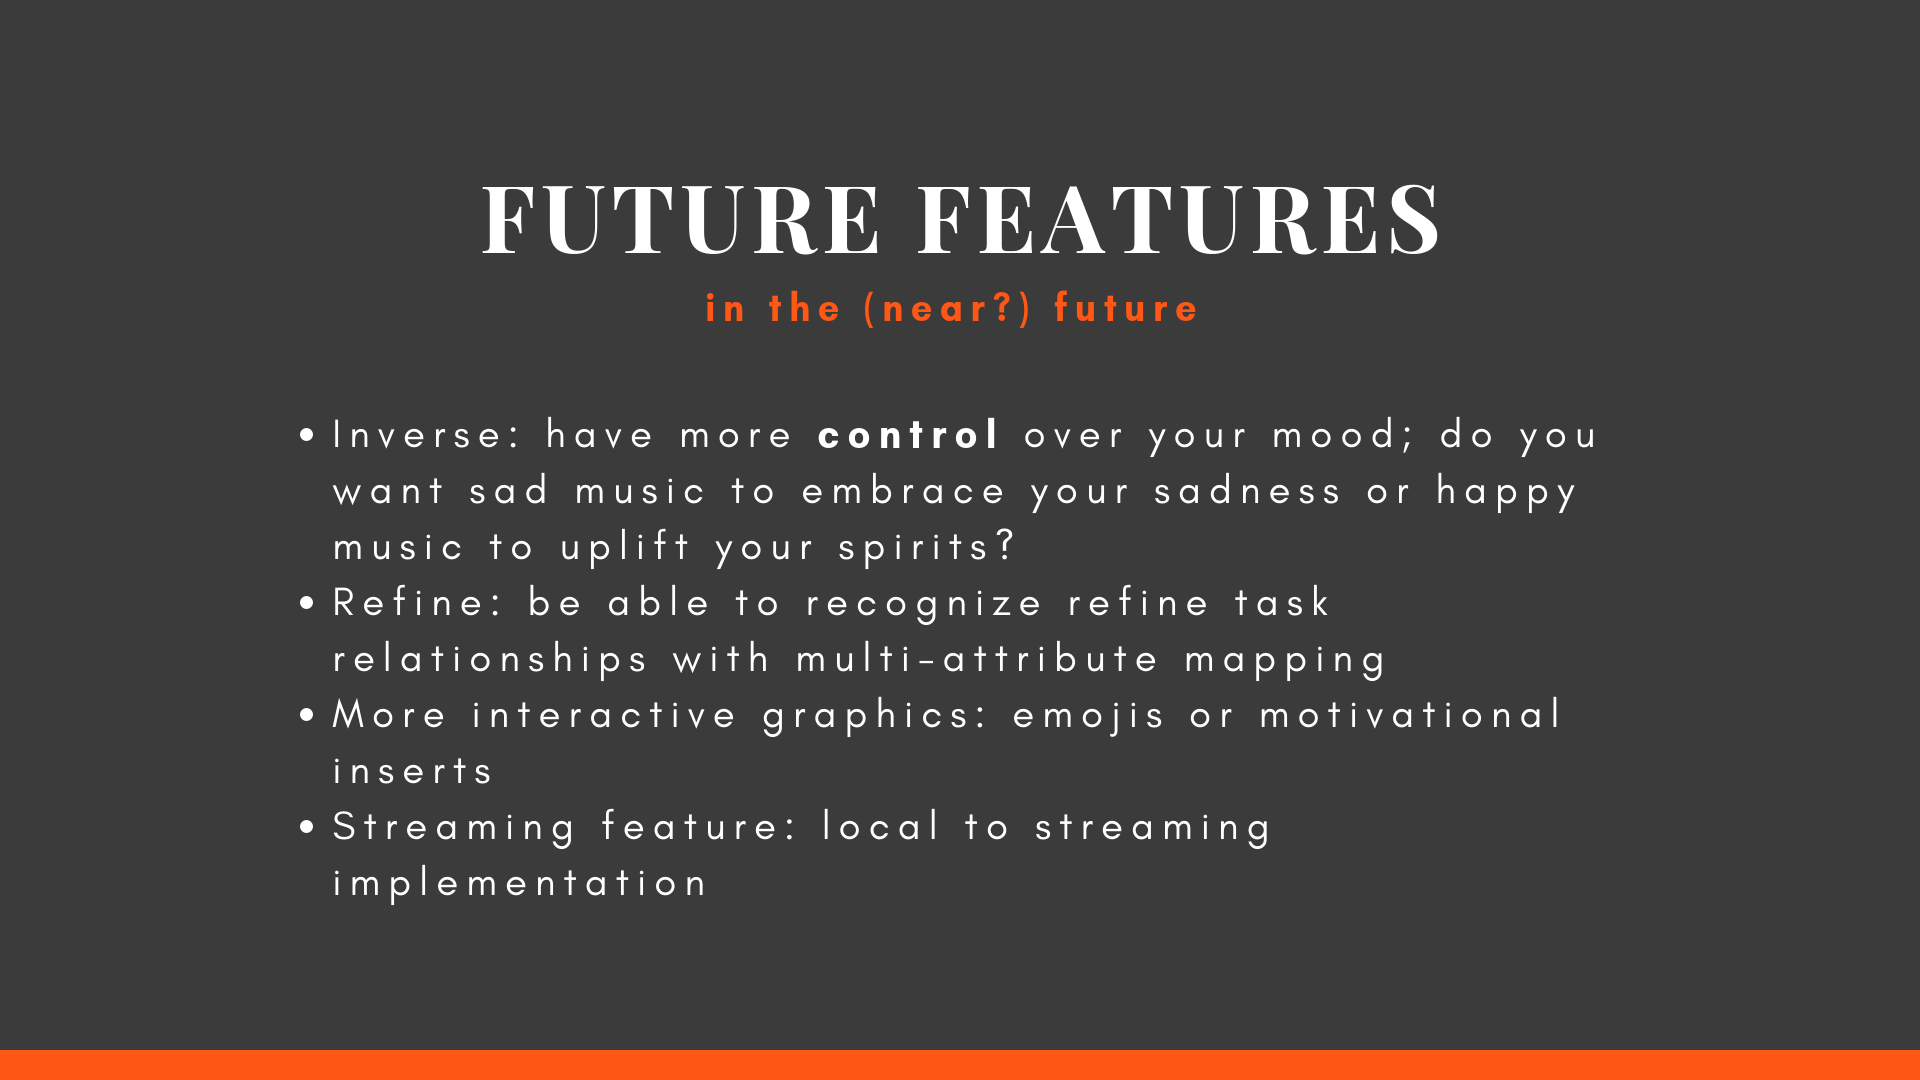 FUTURE FEATURES
in the (near?) future
• Inverse: have more control over your mood; do you
want sad music to embrace your sadness or happy
music to uplift your spirits?
• Refine: be able to recognize refine task
relationships with multi-attribute mapping
• More interactive graphics: emojis or motivational
inserts
• Streaming feature: local to streaming
implementation